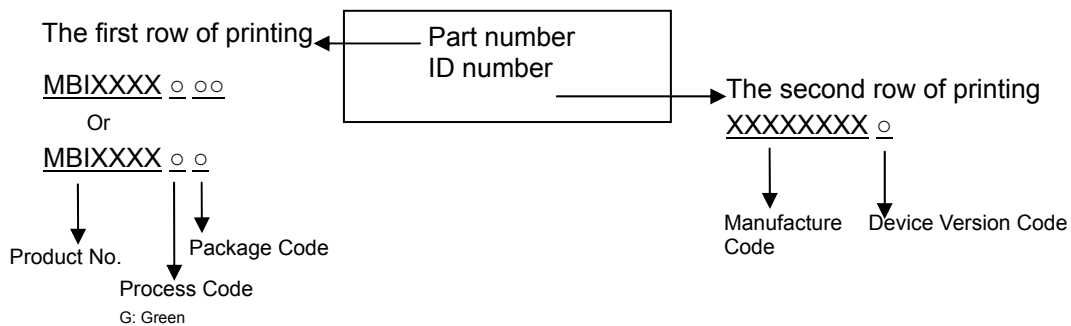 The first row of printing
MBIXXXX ○ ○○
Or
MBIXXXX ○ ○
Product No.
Package Code
Process Code
G: Green
Part number
ID number
The second row of printing
XXXXXXXX ○
Manufacture
Code
Device Version Code